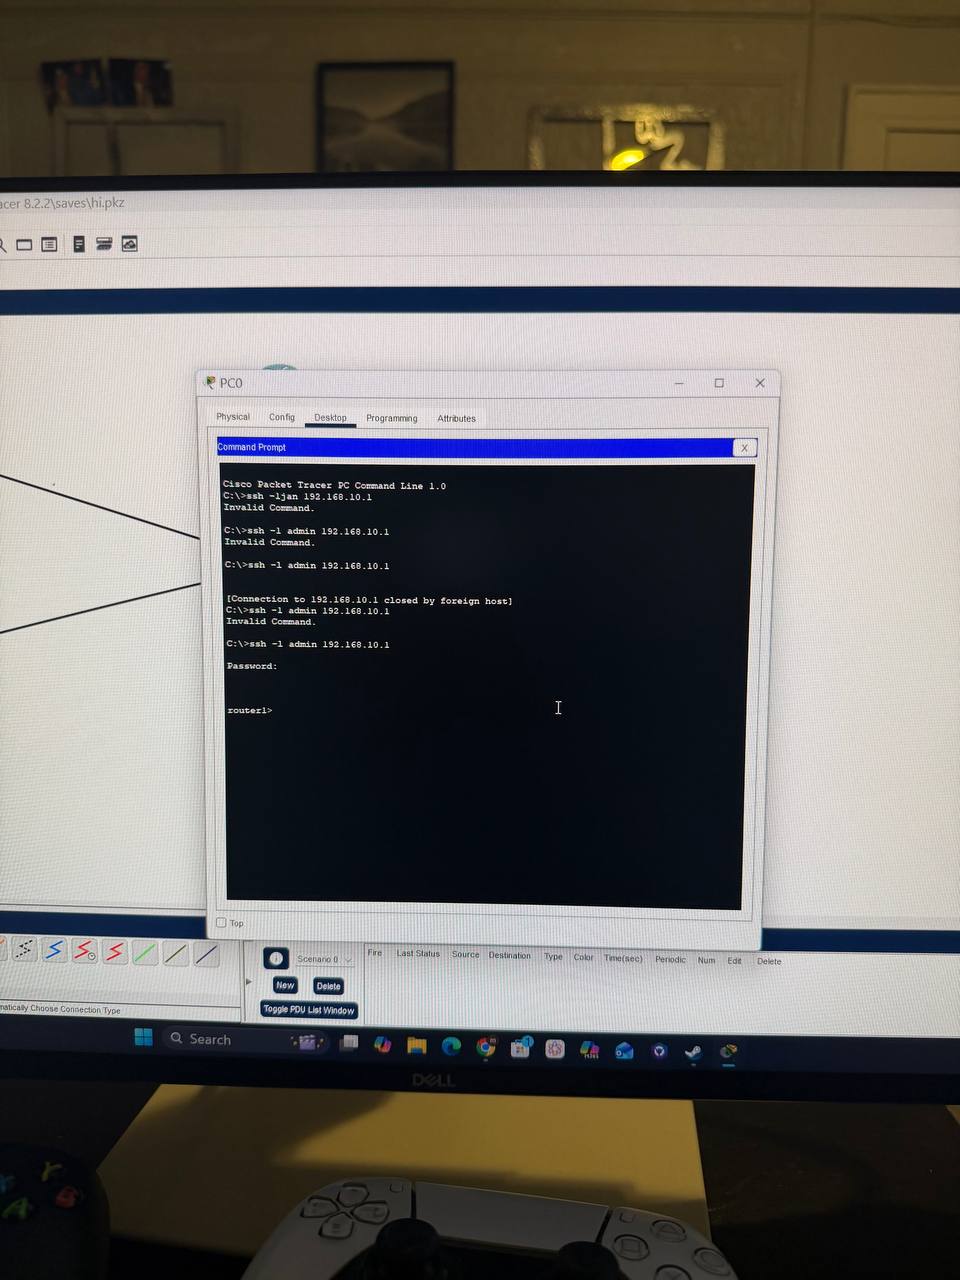 acer 8.2.2\saves\hi.pkz
PC0
Physical Config Desktop Programming Attributes
Command Prompt
X
Cisco Packet Tracer PC Command Line 1.0
C:\>ssh -ljan 192.168.10.1
Invalid Command.
C:\>ssh -l admin 192.168.10.1
Invalid Command.
C:\>ssh -l admin 192.168.10.1
[Connection to 192.168.10.1 closed by foreign host]
C:\>ssh -l admin 192.168.10.1
Invalid Command.
C:\>ssh -l admin 192.168.10.1
Password:
router1>
Top
Scenario 0
Fire Last Status Source Destination Type Color Time(sec) Periodic Num Edit Delete
New Delete
Toggle PDU List Window
matically Choose Connection Type
Search
DELL
Y
B
A